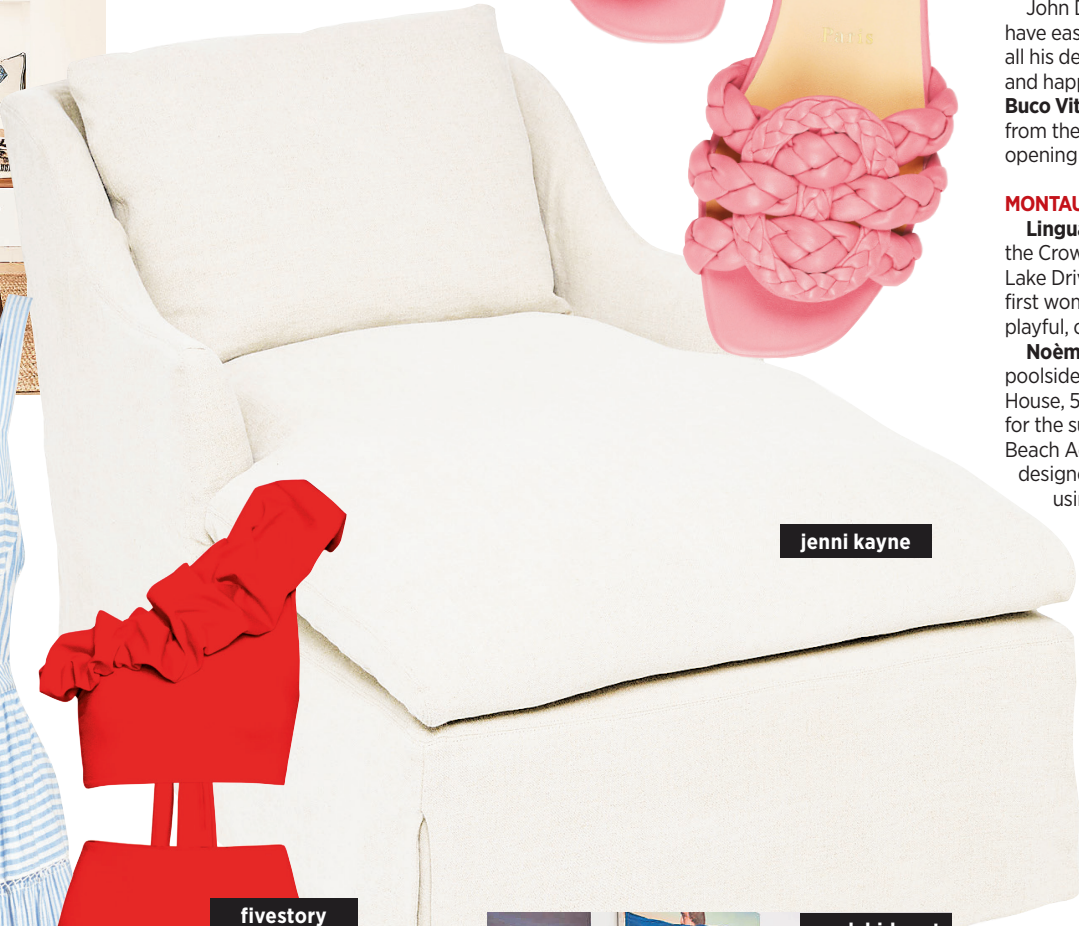 John
have eas
all his de
and happ
Buco Vit
from the
opening
MONTAU
Lingua
the Crow
Lake Driv
first wom
playful, c
Noèm
poolside
House, 5
for the su
Beach A
designe
usi
jenni kayne
fivestory